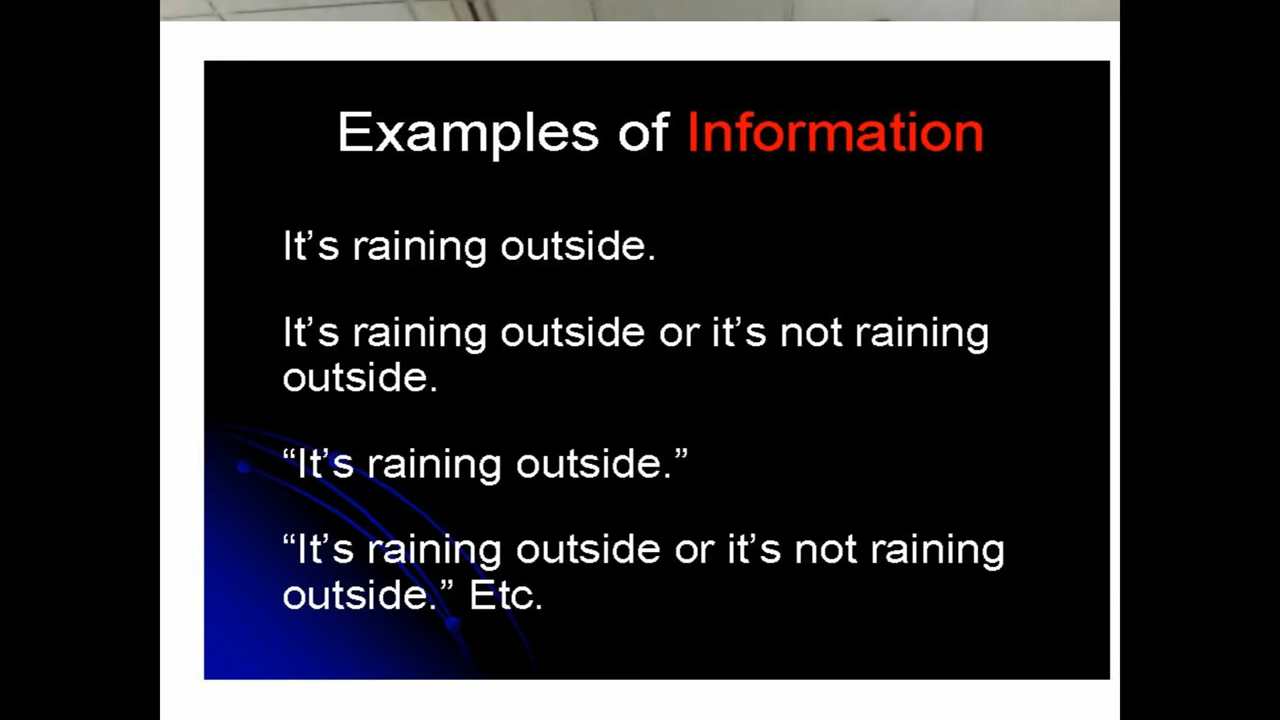 Examples of Information
It’s raining outside.
It’s raining outside or it’s not raining
outside.
“It’s raining outside.”
“It’s raining outside or it’s not raining
outside.” Etc.